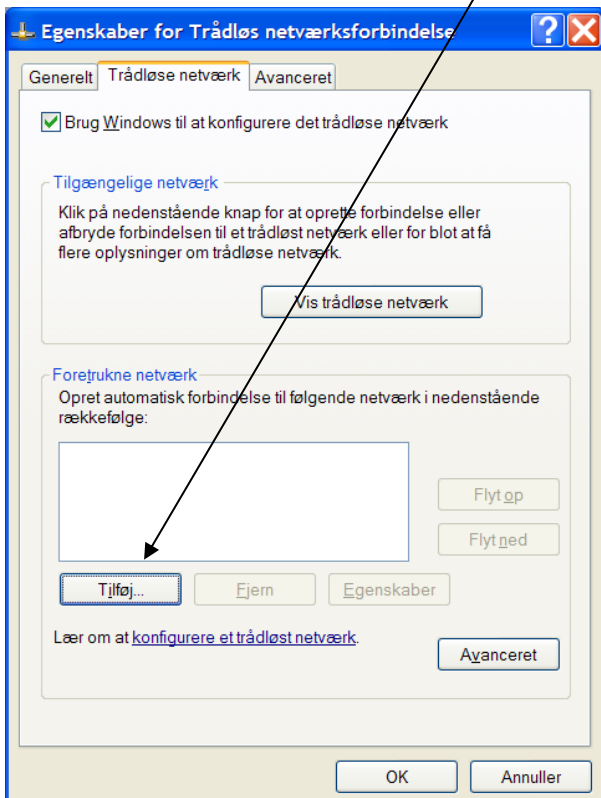 Egenskaber for Trådløs netværksforbindelse
Generelt Trådløse netværk Avanceret
Brug Windows til at konfigurere det trådløse netværk
Tilgængelige netværk
Klik på nedenstående knap for at oprette forbindelse eller
afbryde forbindelsen til et trådløst netværk eller for blot at få
flere oplysninger om trådløse netværk.
Vis trådløse netværk
Foretrukne netværk
Opret automatisk forbindelse til følgende netværk i nedenstående
rækkefølge:
Flyt op
Flyt ned
Tilføj... Fjern Egenskaber
Lær om at konfigurere et trådløst netværk.
Avanceret
OK Annuller